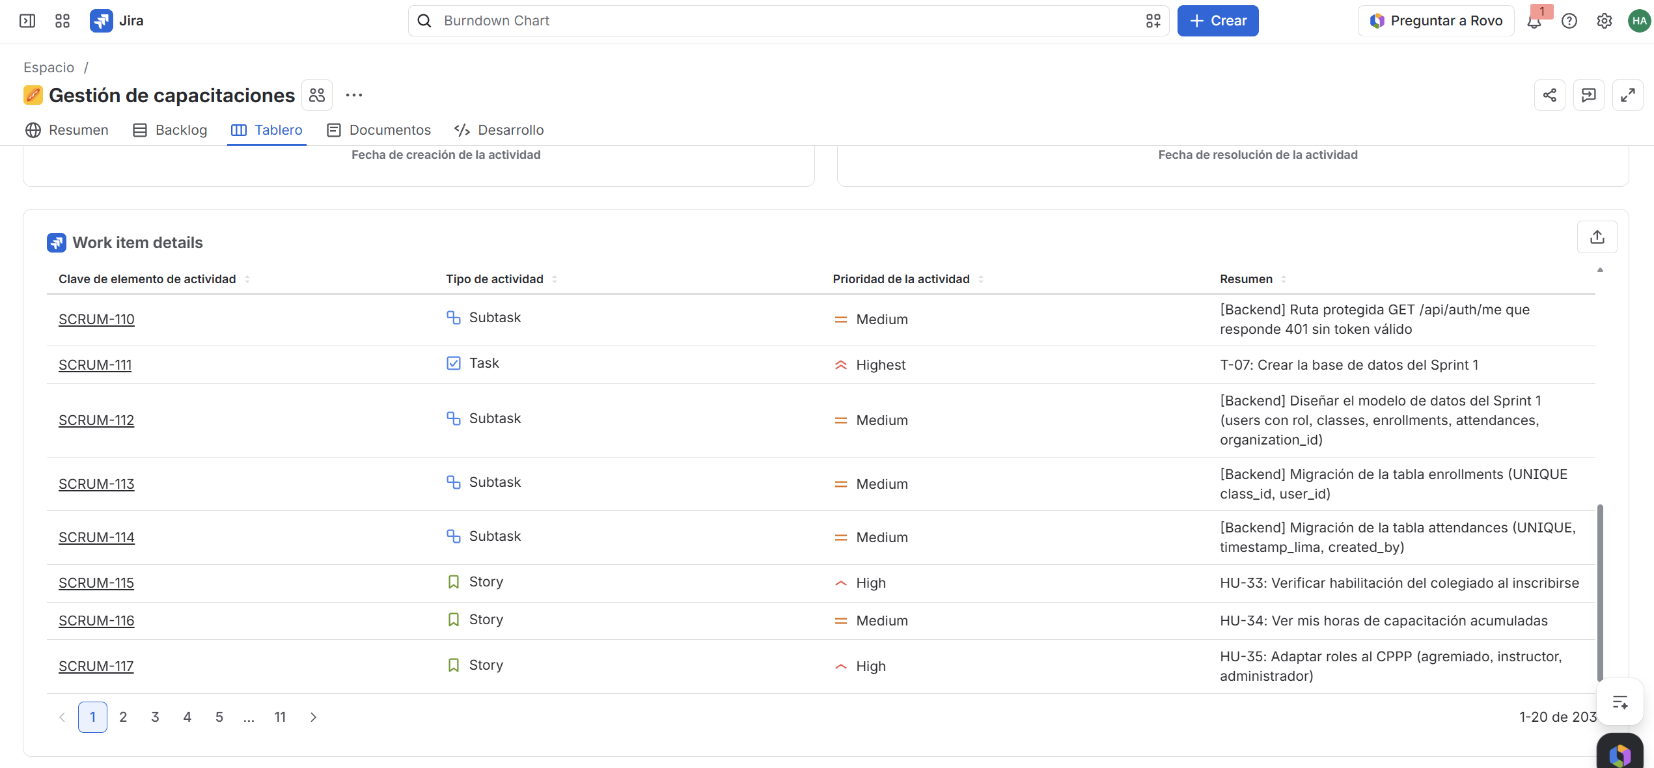 Jira
Burndown Chart
Crear
Preguntar a Rovo
1
HA
Espacio /
Gestión de capacitaciones
Resumen
Backlog
Tablero
Documentos
Desarrollo
Fecha de creación de la actividad
Fecha de resolución de la actividad
Work item details
Clave de elemento de actividad
Tipo de actividad
Prioridad de la actividad
Resumen
SCRUM-110
Subtask
Medium
[Backend] Ruta protegida GET /api/auth/me que
responde 401 sin token válido
SCRUM-111
Task
Highest
T-07: Crear la base de datos del Sprint 1
SCRUM-112
Subtask
Medium
[Backend] Diseñar el modelo de datos del Sprint 1
(users con rol, classes, enrollments, attendances,
organization_id)
SCRUM-113
Subtask
Medium
[Backend] Migración de la tabla enrollments (UNIQUE
class_id, user_id)
SCRUM-114
Subtask
Medium
[Backend] Migración de la tabla attendances (UNIQUE,
timestamp_lima, created_by)
SCRUM-115
Story
High
HU-33: Verificar habilitación del colegiado al inscribirse
SCRUM-116
Story
Medium
HU-34: Ver mis horas de capacitación acumuladas
SCRUM-117
Story
High
HU-35: Adaptar roles al CPPP (agremiado, instructor,
administrador)
1 2 3 4 5 ... 11
1-20 de 203